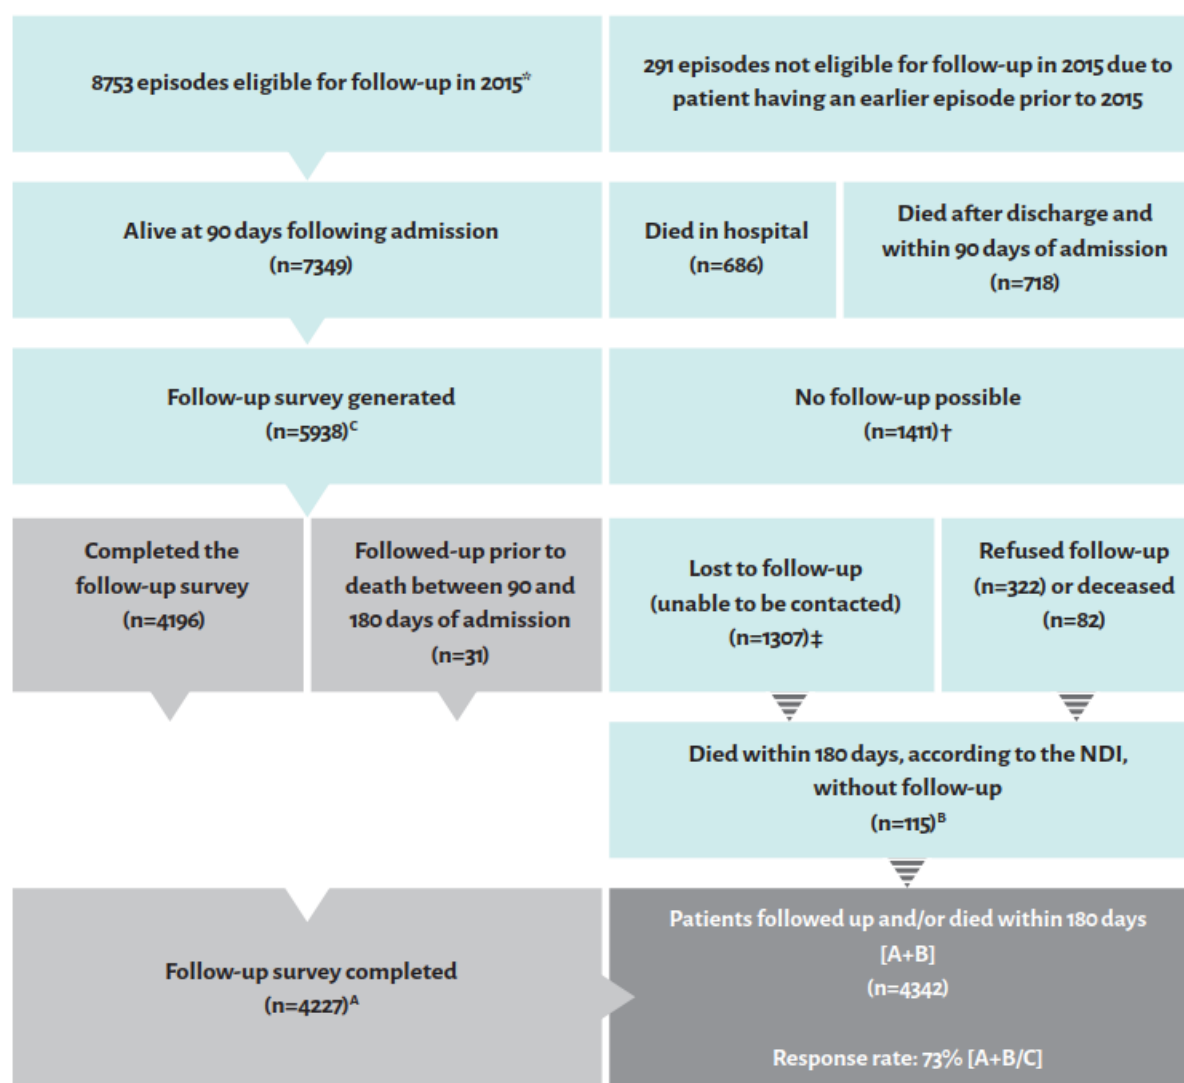 8753 episodes eligible for follow-up in 2015*
291 episodes not eligible for follow-up in 2015 due to
patient having an earlier episode prior to 2015
Alive at 90 days following admission
(n=7349)
Died in hospital
(n=686)
Died after discharge and
within 90 days of admission
(n=718)
Follow-up survey generated
(n=5938)C
No follow-up possible
(n=1411)†
Completed the
follow-up survey
(n=4196)
Followed-up prior to
death between 90 and
180 days of admission
(n=31)
Lost to follow-up
(unable to be contacted)
(n=1307)‡
Refused follow-up
(n=322) or deceased
(n=82)
Died within 180 days, according to the NDI,
without follow-up
(n=115)B
Follow-up survey completed
(n=4227)A
Patients followed up and/or died within 180 days
[A+B]
(n=4342)
Response rate: 73% [A+B/C]